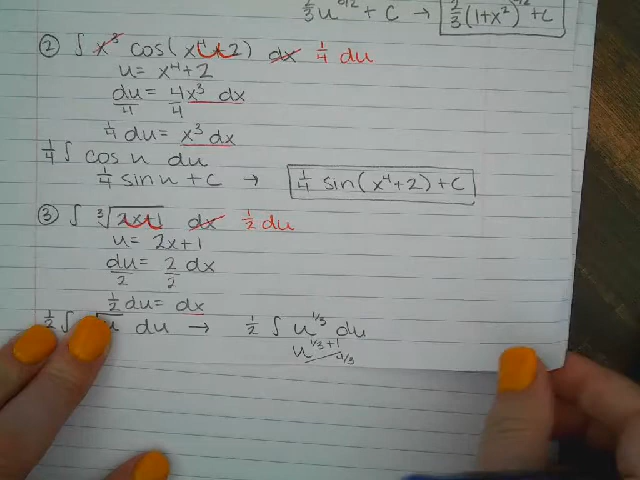 2/3 u^3/2 + C → 2/3 (1+x²)^3/2 + C
② ∫ x³ cos(x⁴+2) dx 1/4 du
u = x⁴+2
du/4 = 4x³/4 dx
1/4 du = x³ dx
1/4 ∫ cos u du
1/4 sin u + C → 1/4 sin(x⁴+2) + C
③ ∫ ³√2x+1 dx 1/2 du
u = 2x+1
du/2 = 2/2 dx
1/2 du = dx
1/2 ∫ √u du → 1/2 ∫ u^1/3 du
u^1/3+1 4/3